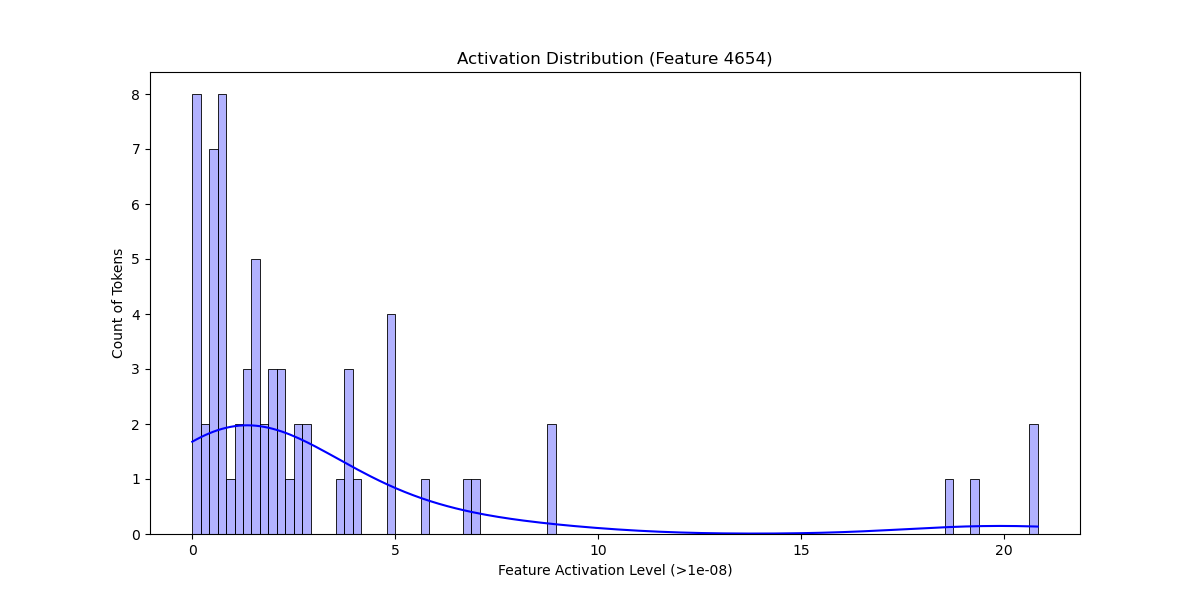 Activation Distribution (Feature 4654)
8
7
6
5
4
3
2
1
0
Count of Tokens
0 5 10 15 20
Feature Activation Level (>1e-08)